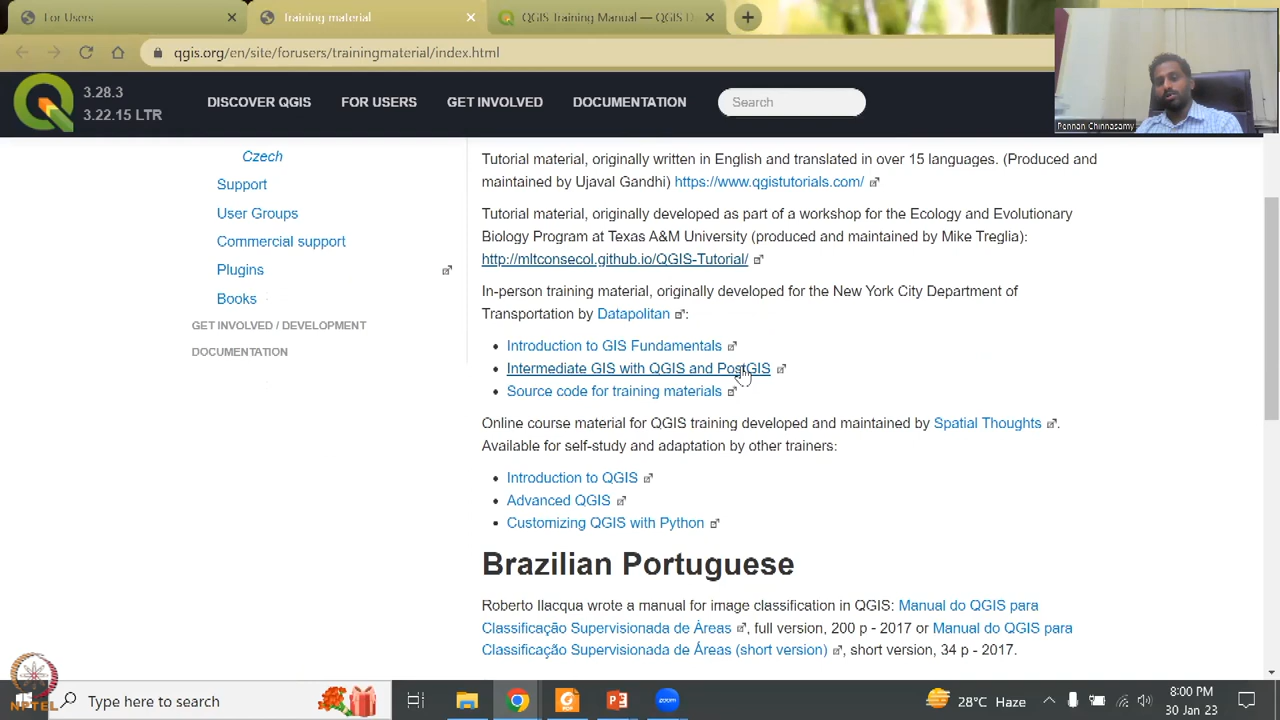 For Users
Training material
QGIS Training Manual — QGIS D
qgis.org/en/site/forusers/trainingmaterial/index.html
3.28.3
3.22.15 LTR
DISCOVER QGIS
FOR USERS
GET INVOLVED
DOCUMENTATION
Search
Pennan Chinnasamy
Czech
Support
User Groups
Commercial support
Plugins
Books
GET INVOLVED / DEVELOPMENT
DOCUMENTATION
Tutorial material, originally written in English and translated in over 15 languages. (Produced and
maintained by Ujaval Gandhi) https://www.qgistutorials.com/
Tutorial material, originally developed as part of a workshop for the Ecology and Evolutionary
Biology Program at Texas A&M University (produced and maintained by Mike Treglia):
http://mltconsecol.github.io/QGIS-Tutorial/
In-person training material, originally developed for the New York City Department of
Transportation by Datapolitan :
• Introduction to GIS Fundamentals
• Intermediate GIS with QGIS and PostGIS
• Source code for training materials
Online course material for QGIS training developed and maintained by Spatial Thoughts .
Available for self-study and adaptation by other trainers:
• Introduction to QGIS
• Advanced QGIS
• Customizing QGIS with Python
Brazilian Portuguese
Roberto Ilacqua wrote a manual for image classification in QGIS: Manual do QGIS para
Classificação Supervisionada de Áreas , full version, 200 p - 2017 or Manual do QGIS para
Classificação Supervisionada de Áreas (short version) , short version, 34 p - 2017.
NPTEL
Type here to search
28°C Haze
8:00 PM
30 Jan 23